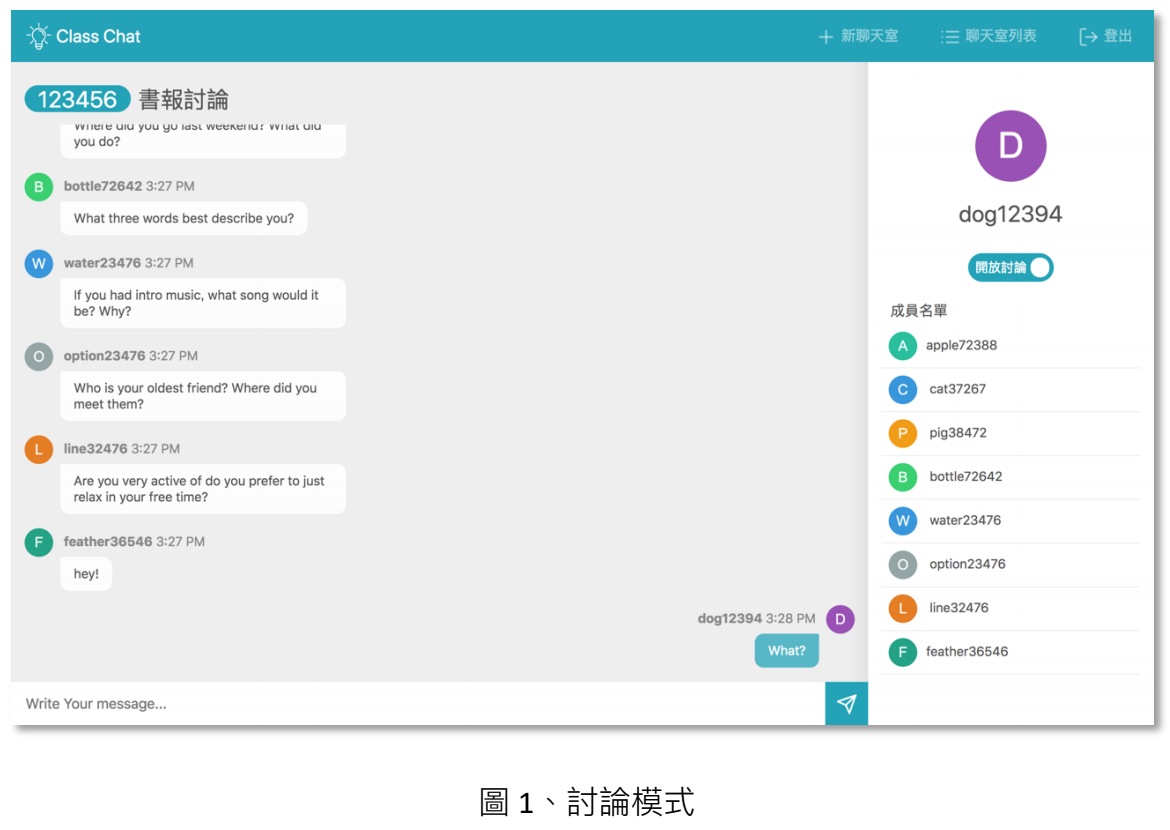 Class Chat
新聊天室
聊天室列表
登出
123456 書報討論
Where did you go last weekend? What did
you do?
B bottle72642 3:27 PM
What three words best describe you?
W water23476 3:27 PM
If you had intro music, what song would it
be? Why?
O option23476 3:27 PM
Who is your oldest friend? Where did you
meet them?
L line32476 3:27 PM
Are you very active of do you prefer to just
relax in your free time?
F feather36546 3:27 PM
hey!
dog12394 3:28 PM D
What?
Write Your message...
D
dog12394
開放討論
成員名單
A apple72388
C cat37267
P pig38472
B bottle72642
W water23476
O option23476
L line32476
F feather36546
圖 1、討論模式